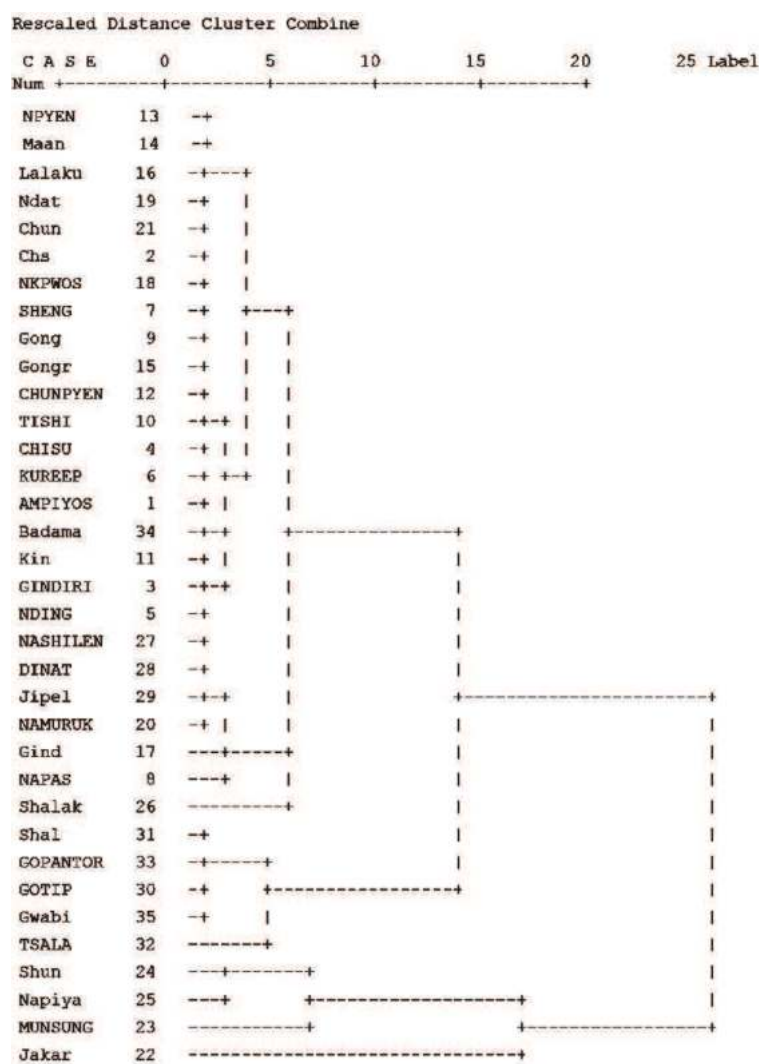 Rescaled Distance Cluster Combine
C A S E 0 5 10 15 20 25 Label
Num +---------+---------+---------+---------+---------+
NPYEN 13 -+
Maan 14 -+
Lalaku 16 -+---+
Ndat 19 -+ |
Chun 21 -+ |
Chs 2 -+ |
NKPWOS 18 -+ |
SHENG 7 -+ +----+
Gong 9 -+ | |
Gongr 15 -+ | |
CHUNPYEN 12 -+ | |
TISHI 10 -+-+ | |
CHISU 4 -+ | | |
KUREEP 6 -+ +-+ |
AMPIYOS 1 -+ | |
Badama 34 -+-+ +----------------+
Kin 11 -+ | | |
GINDIRI 3 -+-+ | |
NDING 5 -+ | |
NASHILEN 27 -+ | |
DINAT 28 -+ | |
Jipel 29 -+-+ | +-------------------------+
NAMURUK 20 -+ | | | |
Gind 17 ---+-----+ | |
NAPAS 8 ---+ | | |
Shalak 26 ---------+ | |
Shal 31 -+ | |
GOPANTOR 33 -+-----+ | |
GOTIP 30 -+ +------------------+ |
Gwabi 35 -+ | |
TSALA 32 -------+ |
Shun 24 ---+-------+ |
Napiya 25 ---+ +--------------------+ |
MUNSUNG 23 -----------+ +------------------+
Jakar 22 --------------------------------+